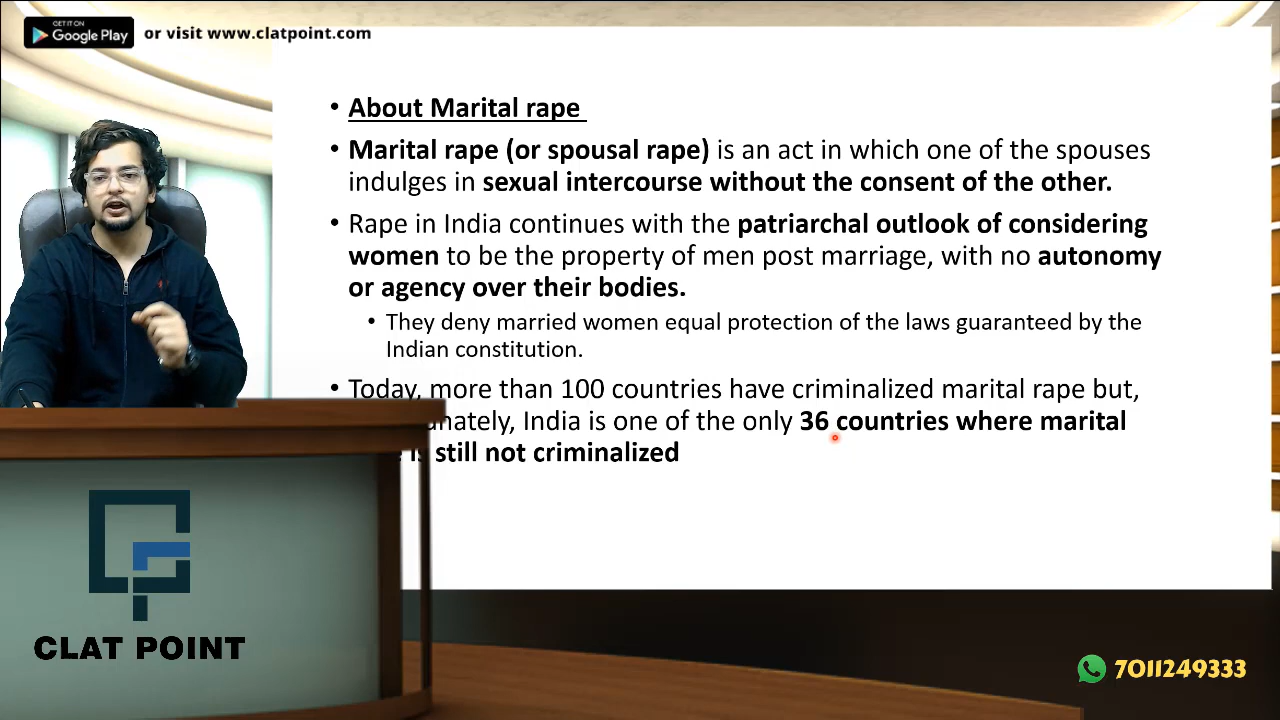 GET IT ON
Google Play
or visit www.clatpoint.com
• About Marital rape
• Marital rape (or spousal rape) is an act in which one of the spouses
indulges in sexual intercourse without the consent of the other.
• Rape in India continues with the patriarchal outlook of considering
women to be the property of men post marriage, with no autonomy
or agency over their bodies.
• They deny married women equal protection of the laws guaranteed by the
Indian constitution.
• Today, more than 100 countries have criminalized marital rape but,
India is one of the only 36 countries where marital
still not criminalized
CLAT POINT
7011249333